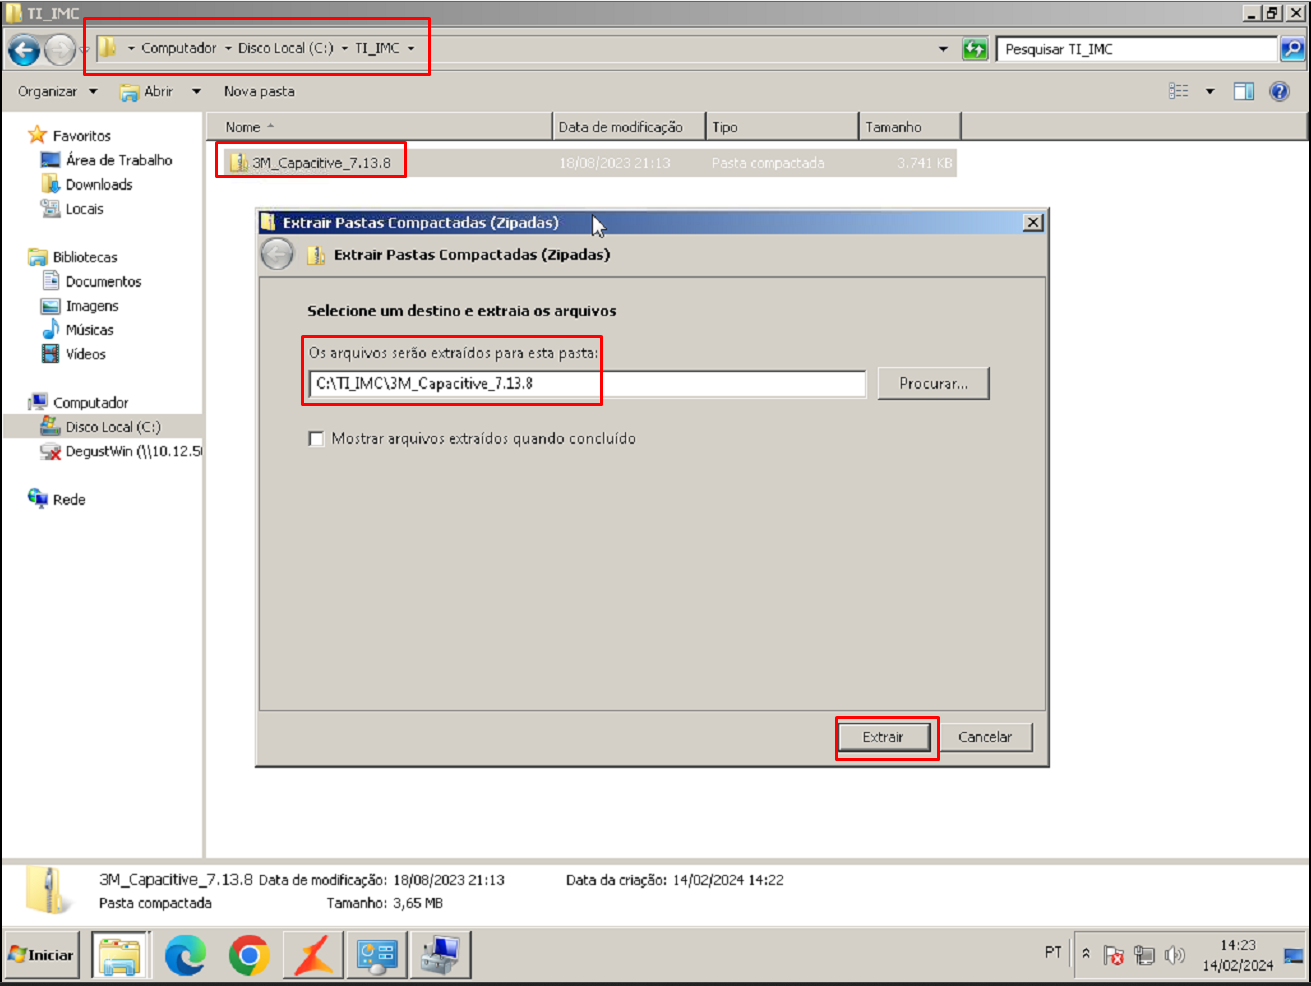 TI_IMC
Computador Disco Local (C:) TI_IMC
Pesquisar TI_IMC
Organizar Abrir Nova pasta
Nome Data de modificação Tipo Tamanho
3M_Capacitive_7.13.8 18/08/2023 21:13 Pasta compactada 3.741 KB
Favoritos
Área de Trabalho
Downloads
Locais
Bibliotecas
Documentos
Imagens
Músicas
Vídeos
Computador
Disco Local (C:)
DegustWin (\\10.12.50
Rede
Extrair Pastas Compactadas (Zipadas)
Extrair Pastas Compactadas (Zipadas)
Selecione um destino e extraia os arquivos
Os arquivos serão extraídos para esta pasta:
C:\TI_IMC\3M_Capacitive_7.13.8
Procurar...
Mostrar arquivos extraídos quando concluído
Extrair Cancelar
3M_Capacitive_7.13.8 Data de modificação: 18/08/2023 21:13 Data da criação: 14/02/2024 14:22
Pasta compactada Tamanho: 3,65 MB
Iniciar
PT
14:23
14/02/2024